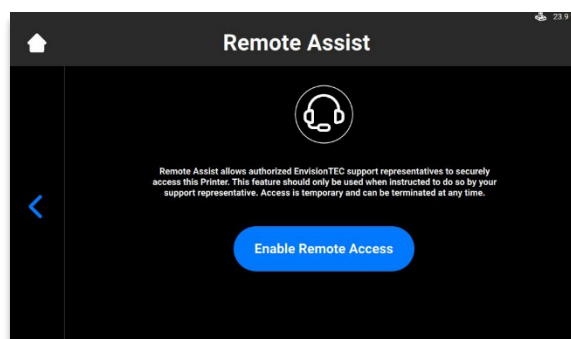 23.9
Remote Assist
Remote Assist allows authorized EnvisionTEC support representatives to securely
access this Printer. This feature should only be used when instructed to do so by your
support representative. Access is temporary and can be terminated at any time.
Enable Remote Access